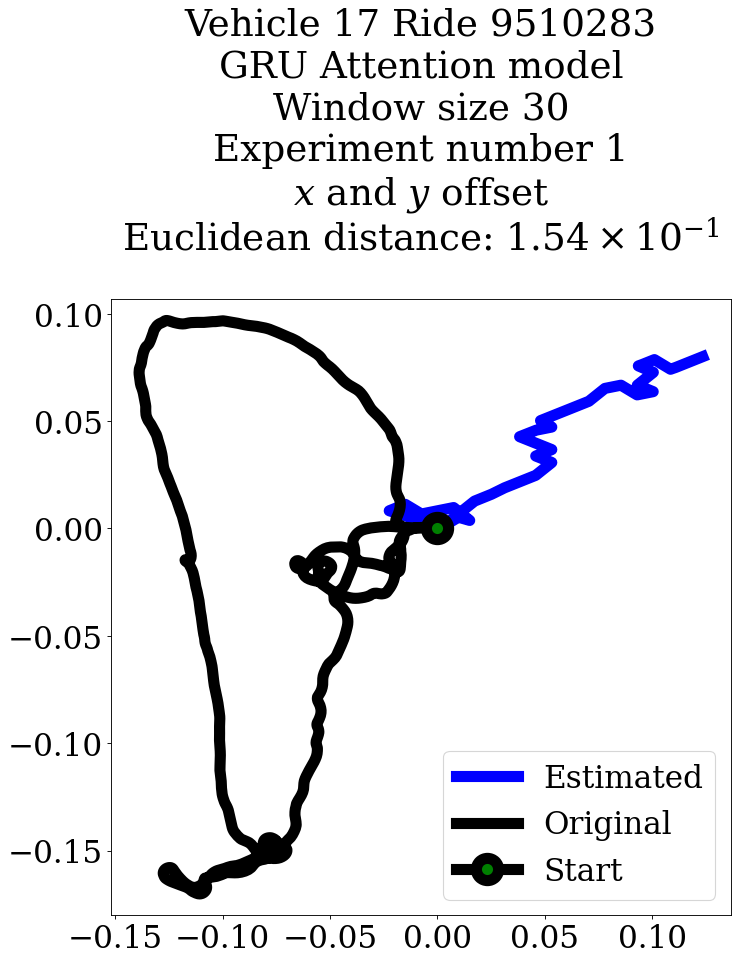 Vehicle 17 Ride 9510283
GRU Attention model
Window size 30
Experiment number 1
x and y offset
Euclidean distance: 1.54 × 10⁻¹
0.10
0.05
0.00
−0.05
−0.10
−0.15
Estimated
Original
Start
−0.15 −0.10 −0.05 0.00 0.05 0.10